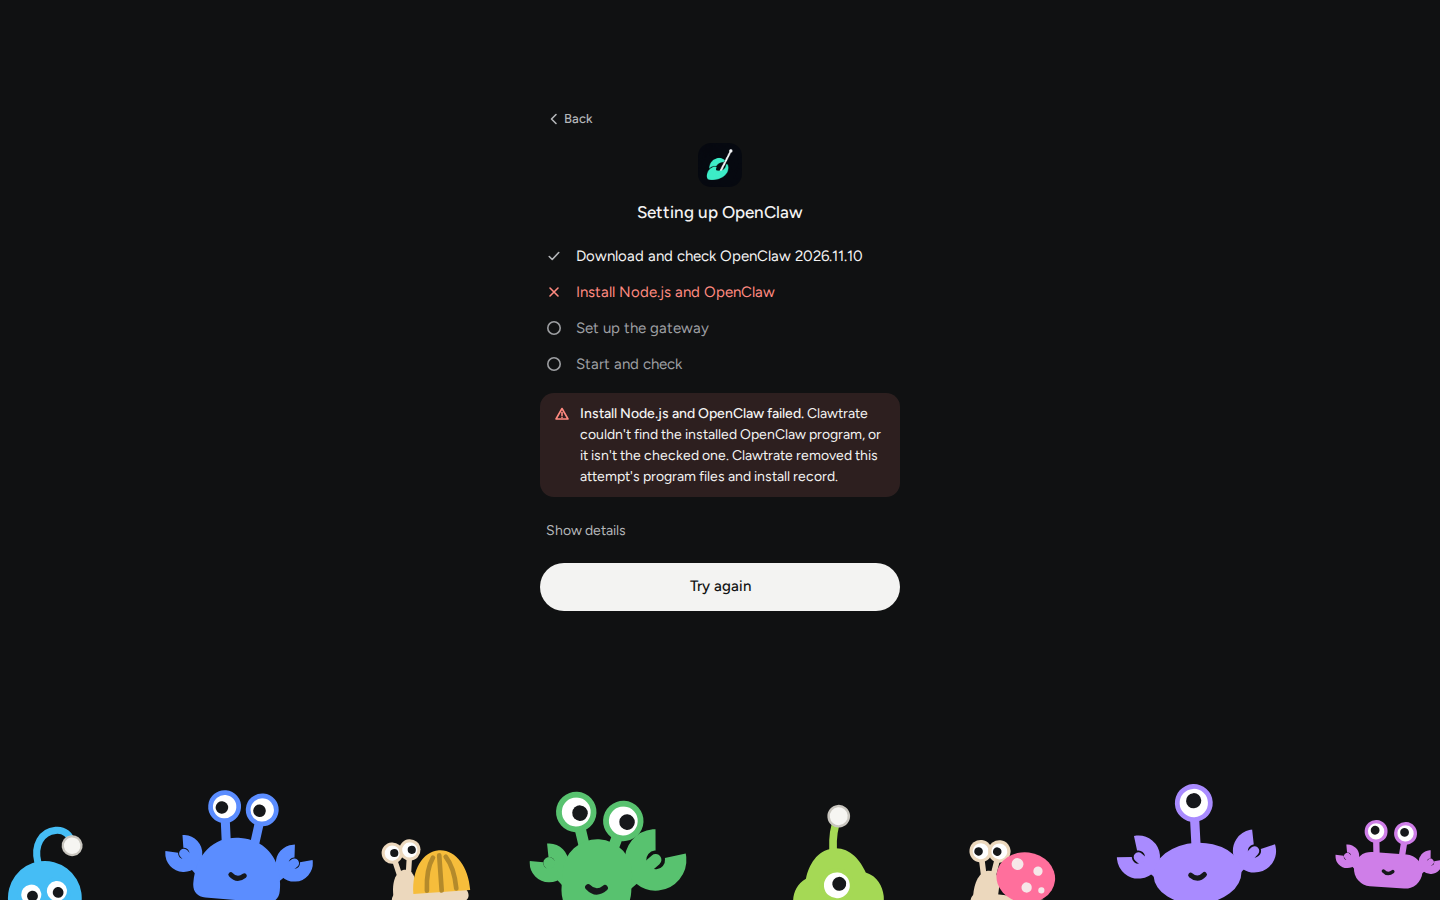 Back
Setting up OpenClaw
Download and check OpenClaw 2026.11.10
Install Node.js and OpenClaw
Set up the gateway
Start and check
Install Node.js and OpenClaw failed. Clawtrate
couldn't find the installed OpenClaw program, or
it isn't the checked one. Clawtrate removed this
attempt's program files and install record.
Show details
Try again